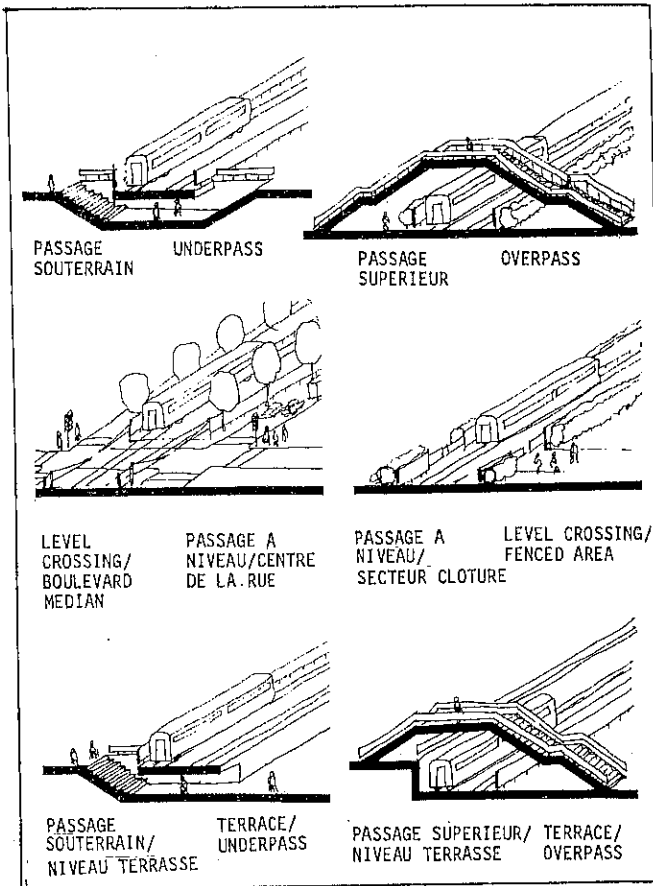 PASSAGE
SOUTERRAIN
UNDERPASS
PASSAGE
SUPERIEUR
OVERPASS
LEVEL
CROSSING/
BOULEVARD
MEDIAN
PASSAGE A
NIVEAU/CENTRE
DE LA.RUE
PASSAGE A
NIVEAU/
SECTEUR CLOTURE
LEVEL CROSSING/
FENCED AREA
PASSAGE
SOUTERRAIN/
NIVEAU TERRASSE
TERRACE/
UNDERPASS
PASSAGE SUPERIEUR/
NIVEAU TERRASSE
TERRACE/
OVERPASS